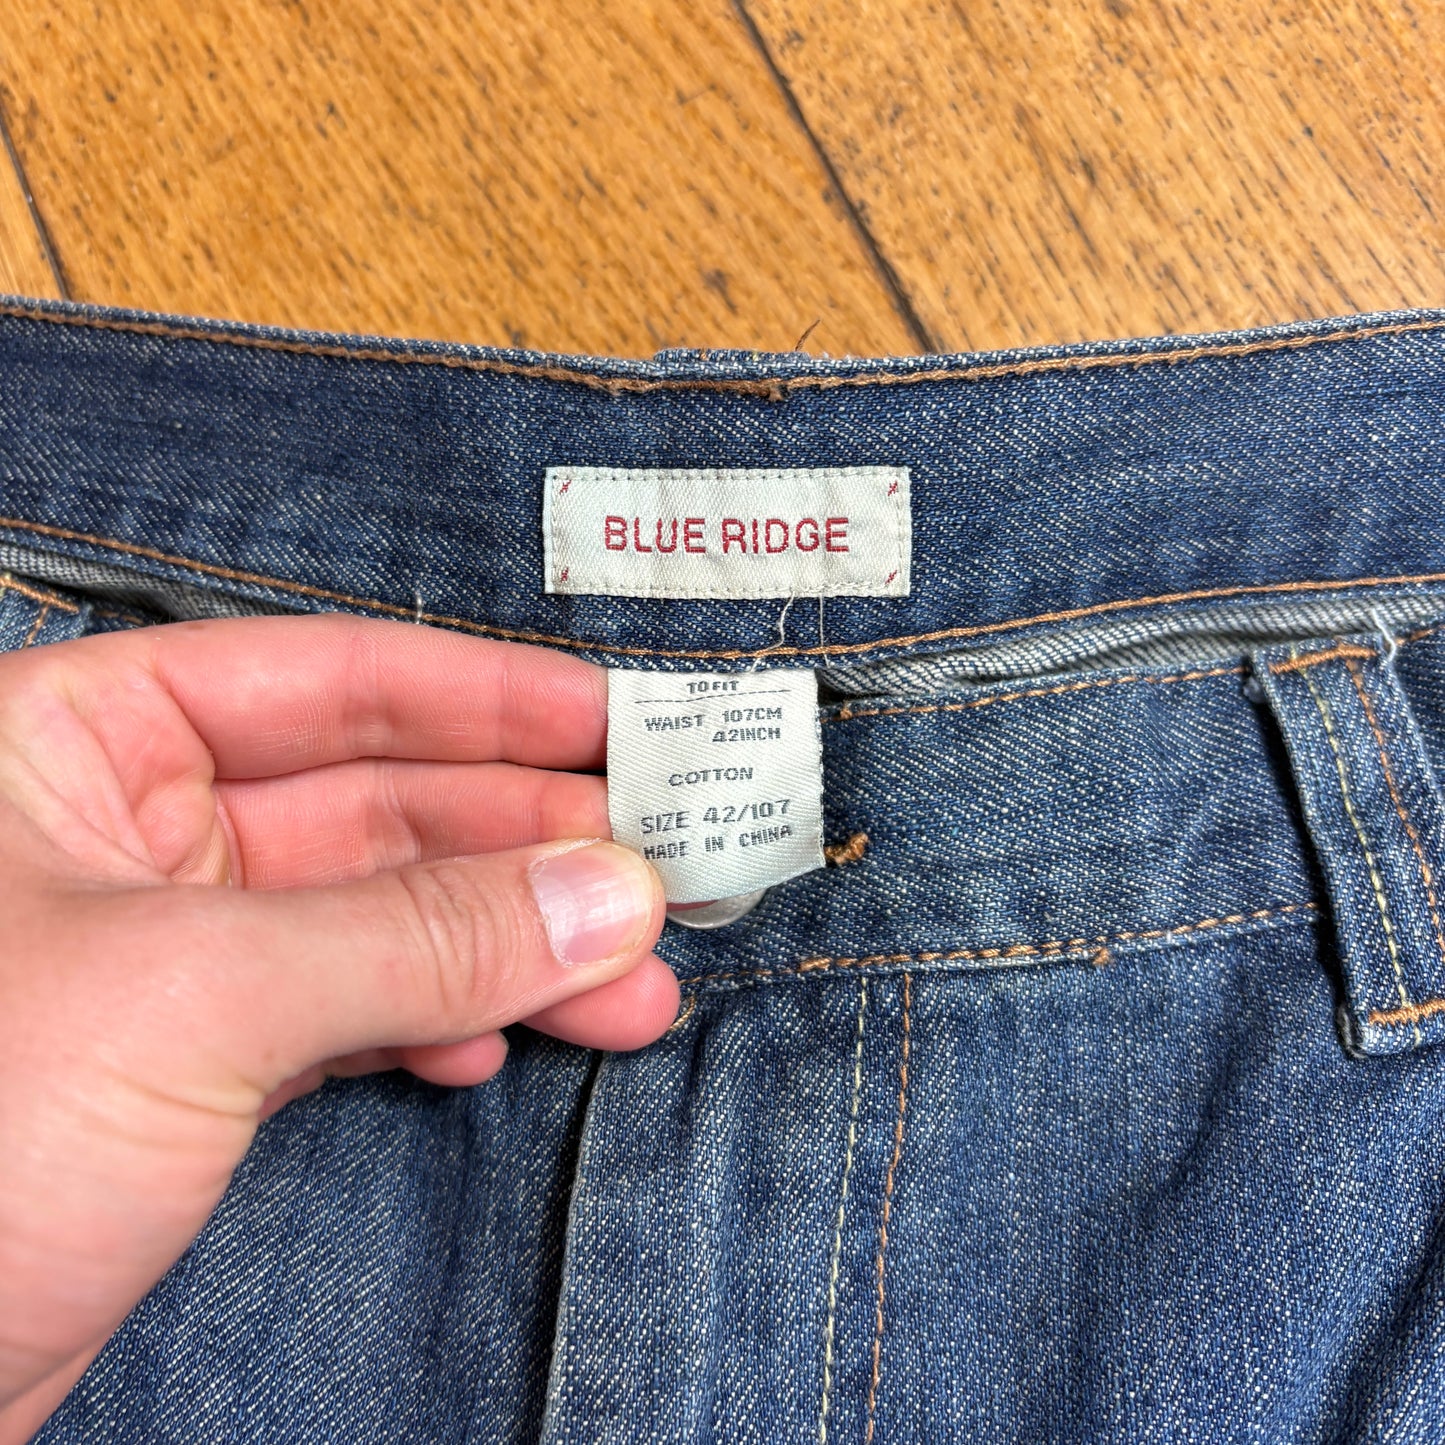 BLUE RIDGE
TO FIT
WAIST 107CM
42INCH
COTTON
SIZE 42/107
MADE IN CHINA